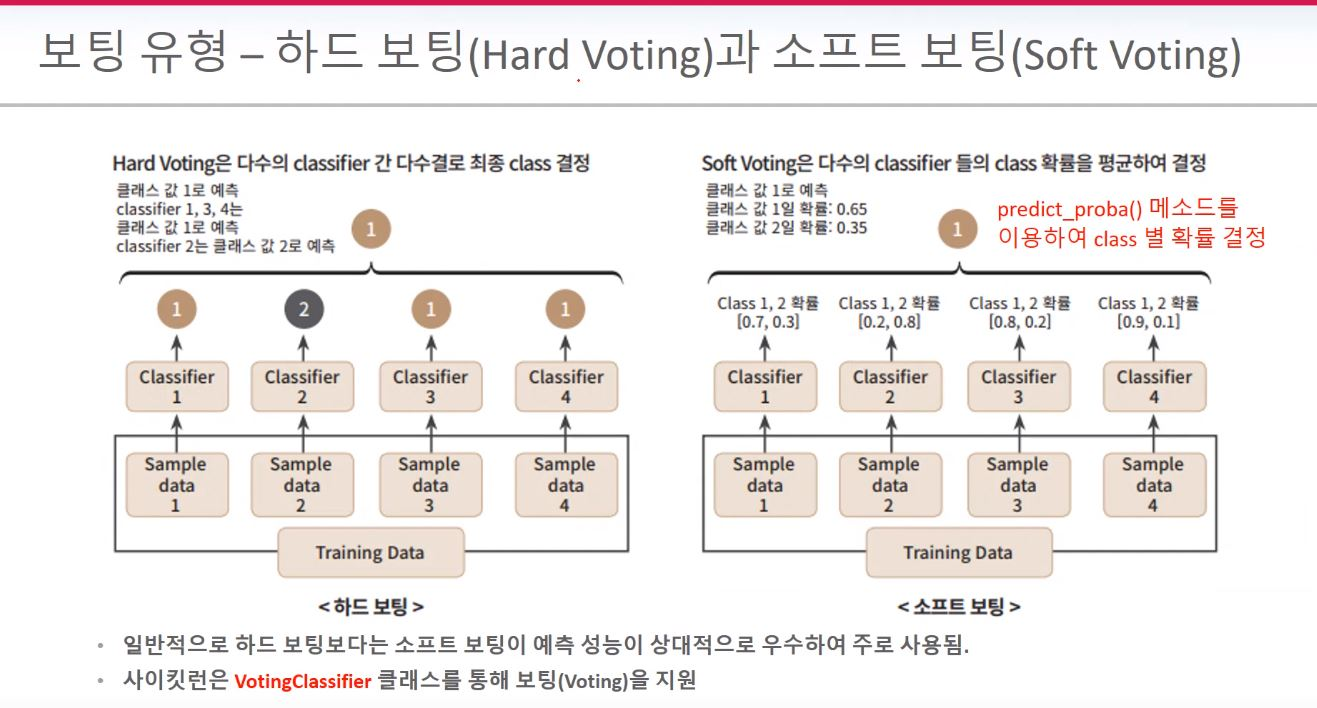 보팅 유형 – 하드 보팅(Hard Voting)과 소프트 보팅(Soft Voting)
Hard Voting은 다수의 classifier 간 다수결로 최종 class 결정
클래스 값 1로 예측
classifier 1, 3, 4는
클래스 값 1로 예측
classifier 2는 클래스 값 2로 예측
1
1
2
1
1
Classifier
1
Classifier
2
Classifier
3
Classifier
4
Sample
data
1
Sample
data
2
Sample
data
3
Sample
data
4
Training Data
< 하드 보팅 >
Soft Voting은 다수의 classifier 들의 class 확률을 평균하여 결정
클래스 값 1로 예측
클래스 값 1일 확률: 0.65
클래스 값 2일 확률: 0.35
1
predict_proba() 메소드를
이용하여 class 별 확률 결정
Class 1, 2 확률
[0.7, 0.3]
Class 1, 2 확률
[0.2, 0.8]
Class 1, 2 확률
[0.8, 0.2]
Class 1, 2 확률
[0.9, 0.1]
Classifier
1
Classifier
2
Classifier
3
Classifier
4
Sample
data
1
Sample
data
2
Sample
data
3
Sample
data
4
Training Data
< 소프트 보팅 >
• 일반적으로 하드 보팅보다는 소프트 보팅이 예측 성능이 상대적으로 우수하여 주로 사용됨.
• 사이킷런은 VotingClassifier 클래스를 통해 보팅(Voting)을 지원